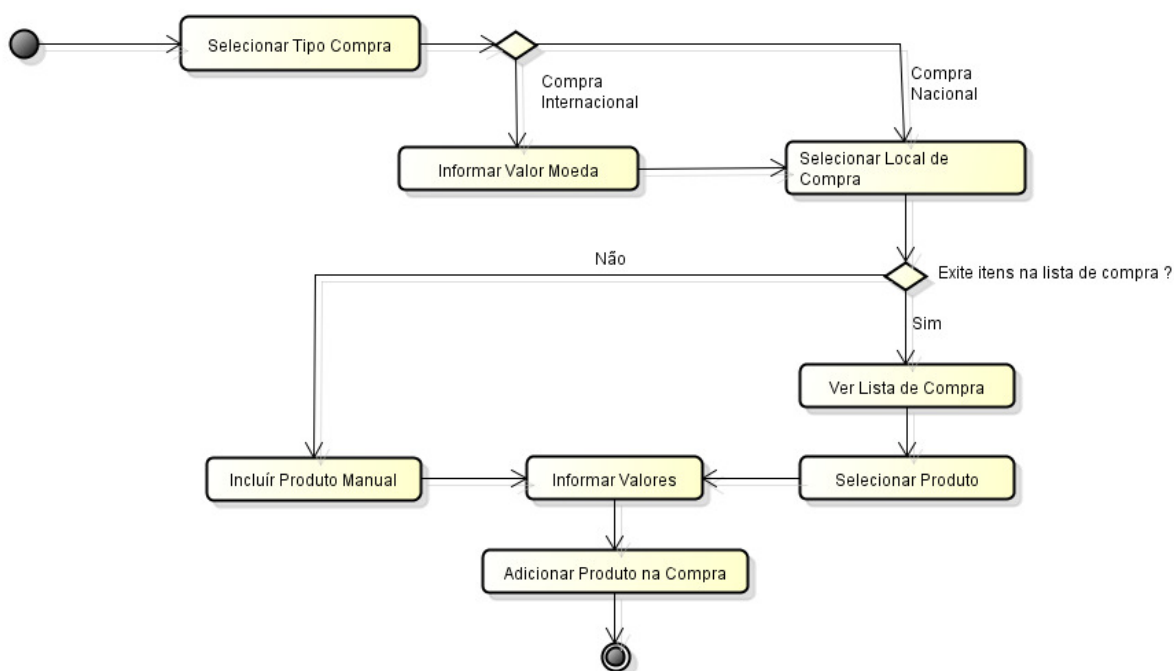 Selecionar Tipo Compra
Compra
Internacional
Compra
Nacional
Informar Valor Moeda
Selecionar Local de
Compra
Não
Exite itens na lista de compra ?
Sim
Ver Lista de Compra
Incluír Produto Manual
Informar Valores
Selecionar Produto
Adicionar Produto na Compra